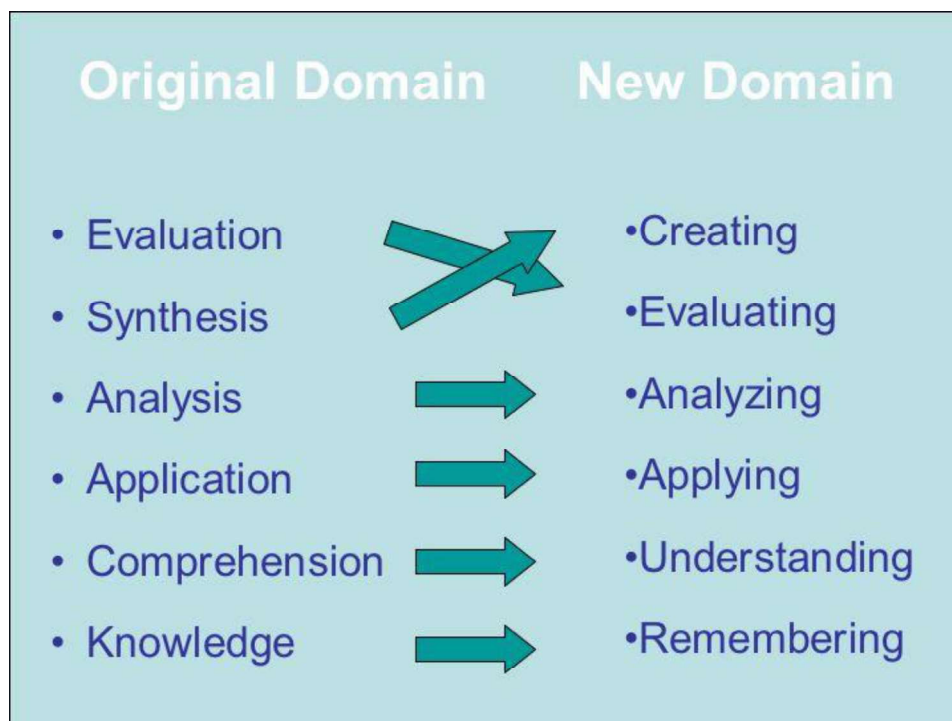 Original Domain New Domain
• Evaluation •Creating
• Synthesis •Evaluating
• Analysis •Analyzing
• Application •Applying
• Comprehension •Understanding
• Knowledge •Remembering